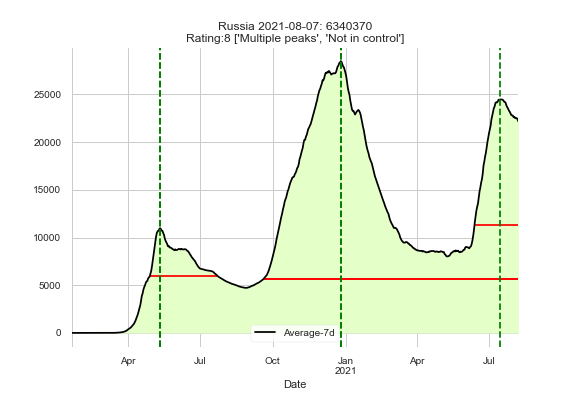 Russia 2021-08-07: 6340370
Rating:8 ['Multiple peaks', 'Not in control']
25000
20000
15000
10000
5000
0
Average-7d
Apr
Jul
Oct
Jan
2021
Apr
Jul
Date